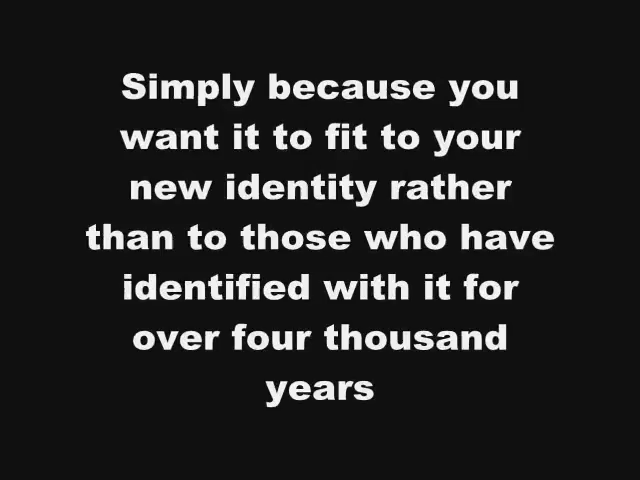 Simply because you
want it to fit to your
new identity rather
than to those who have
identified with it for
over four thousand
years